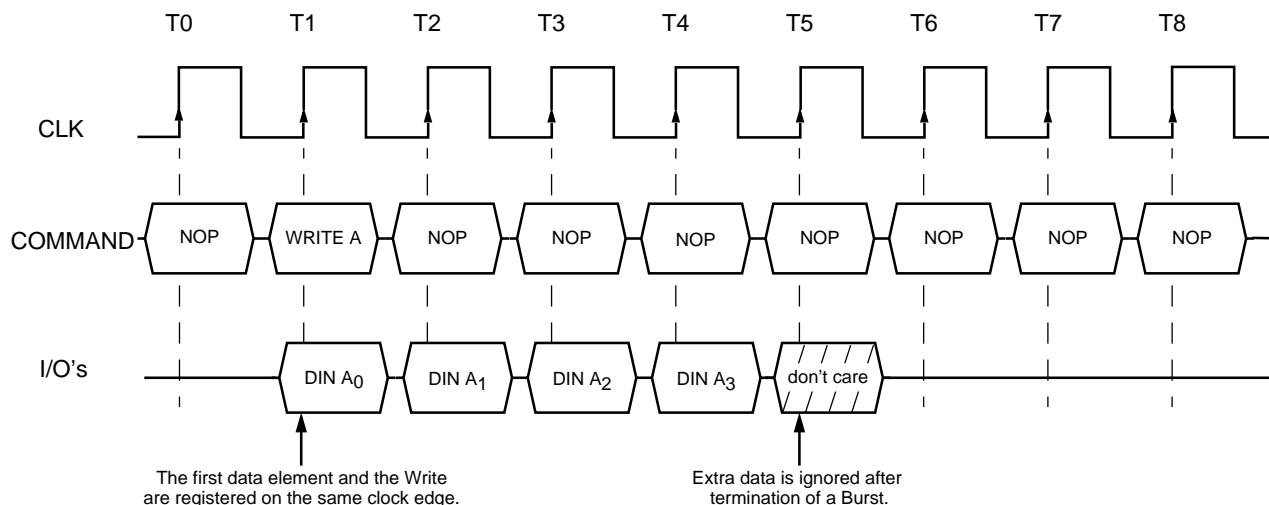 T0 T1 T2 T3 T4 T5 T6 T7 T8
CLK
COMMAND NOP WRITE A NOP NOP NOP NOP NOP NOP NOP
I/O's DIN A0 DIN A1 DIN A2 DIN A3 don't care
The first data element and the Write
are registered on the same clock edge.
Extra data is ignored after
termination of a Burst.